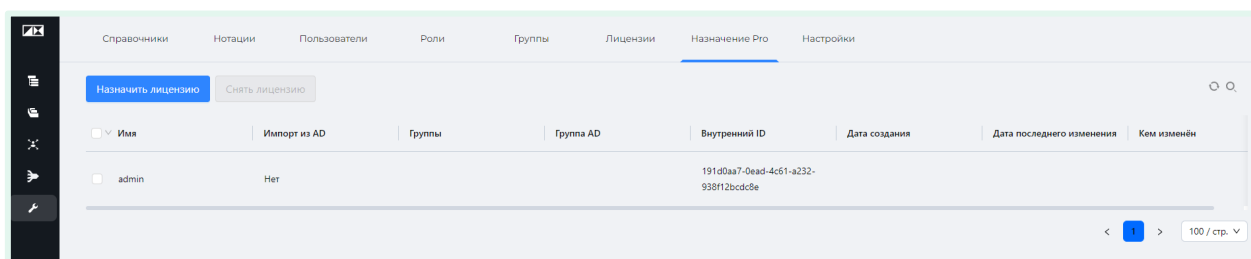 Справочники Нотации Пользователи Роли Группы Лицензии Назначение Pro Настройки
Назначить лицензию Снять лицензию
Имя Импорт из AD Группы Группа AD Внутренний ID Дата создания Дата последнего изменения Кем изменён
admin Нет 191d0aa7-0ead-4c61-a232-
938f12bcdc8e
1 100 / стр.